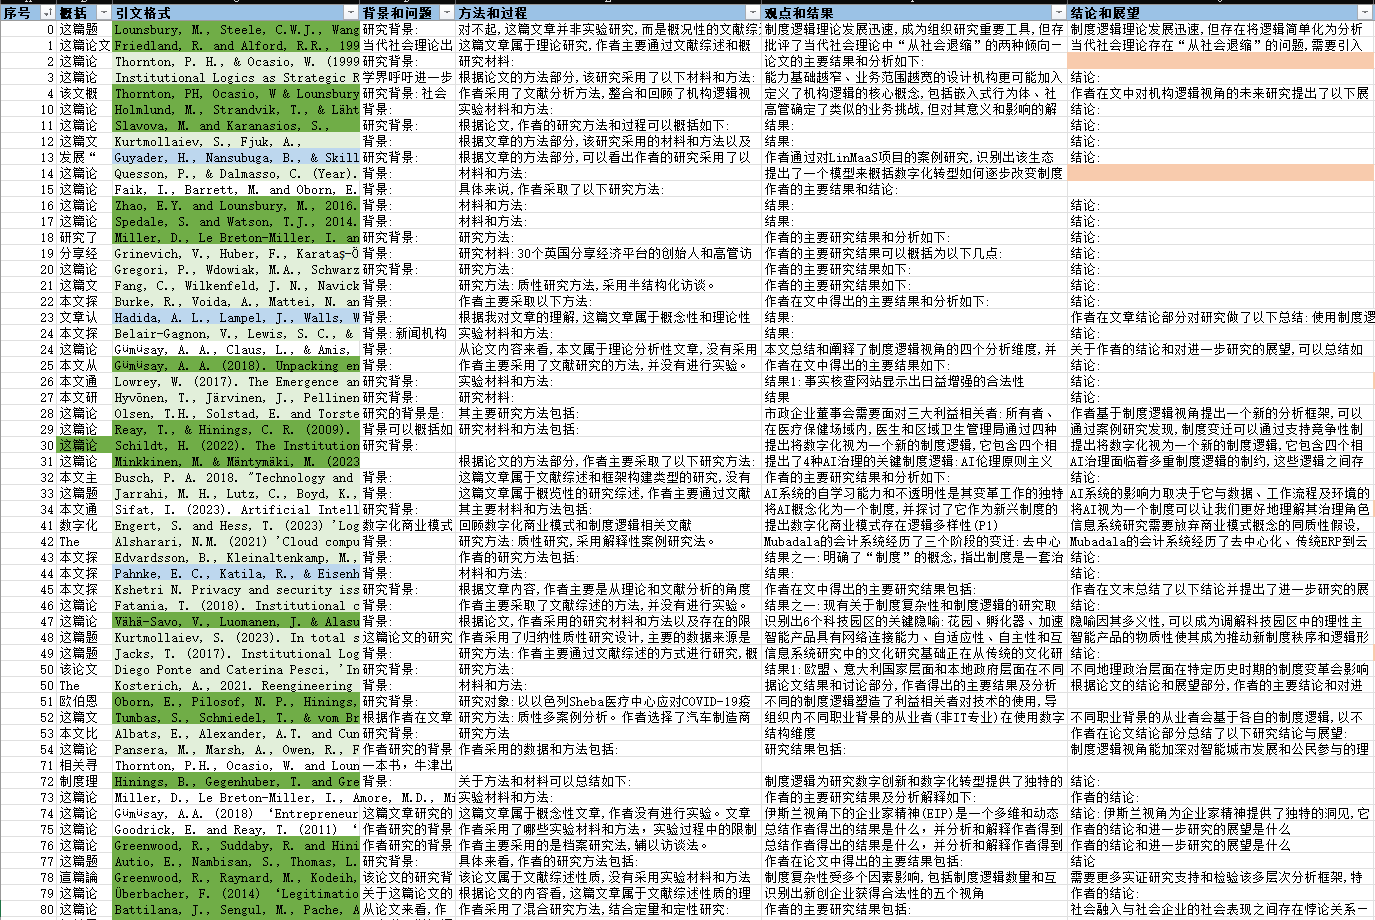 序号 概括 引文格式 背景和问题 方法和过程 观点和结果 结论和展望
0 这篇题 Lounsbury, M., Steele, C.W.J., Wang 研究背景: 对不起,这篇文章并非实验研究,而是概况性的文献综 制度逻辑理论发展迅速,成为组织研究重要工具,但存 制度逻辑理论发展迅速,但存在将逻辑简单化为分析
1 这篇论文 Friedland, R. and Alford, R.R., 199 当代社会理论出 这篇文章属于理论研究,作者主要通过文献综述和概 批评了当代社会理论中“从社会退缩”的两种倾向— 当代社会理论存在“从社会退缩”的问题,需要引入
2 这篇论 Thornton, P. H., & Ocasio, W. (1999 研究背景: 研究材料: 论文的主要结果和分析如下:
3 这篇论 Institutional Logics as Strategic R 学界呼吁进一步 根据论文的方法部分,该研究采用了以下材料和方法: 能力基础越窄、业务范围越宽的设计机构更可能加入 结论:
4 该文概 Thornton, PH, Ocasio, W & Lounsbury 研究背景:社会 作者采用了文献分析方法,整合和回顾了机构逻辑视 定义了机构逻辑的核心概念,包括嵌入式行为体、社 作者在文中对机构逻辑视角的未来研究提出了以下展
10 这篇论 Holmlund, M., Strandvik, T., & Läht 背景: 实验材料和方法: 高管确定了类似的业务挑战,但对其意义和影响的解 结论:
11 这篇论 Slavova, M. and Karanasios, S., 研究背景: 根据论文,作者的研究方法和过程可以概括如下: 结果: 结论:
12 这篇文 Kurtmollaiev, S., Fjuk, A., 背景: 根据文章的方法部分,该研究采用的材料和方法以及 结果: 结论:
13 发展“ Guyader, H., Nansubuga, B., & Skill 研究背景: 根据文章的方法部分,可以看出作者的研究采用了以 作者通过对LinMaaS项目的案例研究,识别出该生态 结论:
14 这篇论 Quesson, P., & Dalmasso, C. (Year). 背景: 材料和方法: 提出了一个模型来概括数字化转型如何逐步改变制度
15 这篇论 Faik, I., Barrett, M. and Oborn, E. 背景: 具体来说,作者采取了以下研究方法: 作者的主要结果和结论:
16 这篇论 Zhao, E.Y. and Lounsbury, M., 2016. 背景: 材料和方法: 结果: 结论:
17 这篇论 Spedale, S. and Watson, T.J., 2014. 背景: 材料和方法: 结果: 结论:
18 研究了 Miller, D., Le Breton-Miller, I. an 研究背景: 研究方法: 作者的主要研究结果和分析如下: 结论:
19 分享经 Grinevich, V., Huber, F., Karataş-Ö 背景: 研究材料: 30个英国分享经济平台的创始人和高管访 作者的主要研究结果可以概括为以下几点: 结论:
20 这篇论 Gregori, P., Wdowiak, M.A., Schwarz 研究背景: 研究方法: 作者的主要研究结果如下: 结论:
21 这篇文 Fang, C., Wilkenfeld, J. N., Navick 背景: 研究方法: 质性研究方法,采用半结构化访谈。 作者的主要研究结果如下: 结论:
22 本文探 Burke, R., Voida, A., Mattei, N. an 背景: 作者主要采取以下方法: 作者在文中得出的主要结果和分析如下: 结论:
23 文章认 Hadida, A. L., Lampel, J., Walls, W 背景: 根据我对文章的理解,这篇文章属于概念性和理论性 结果: 作者在文章结论部分对研究做了以下总结: 使用制度逻
24 本文探 Belair-Gagnon, V., Lewis, S. C., & 背景: 新闻机构 实验材料和方法: 作者的主要研究结果如下: 结论:
24 这篇论 Gümüsay, A. A., Claus, L., & Amis, 背景: 从论文内容来看,本文属于理论分析性文章,没有采用 本文总结和阐释了制度逻辑视角的四个分析维度,并 关于作者的结论和对进一步研究的展望,可以总结如
25 本文从 Gümüsay, A. A. (2018). Unpacking en 背景: 作者主要采用了文献研究的方法,并没有进行实验。 作者的主要研究结果如下: 结论:
26 本文通 Lowrey, W. (2017). The Emergence an 研究背景: 实验材料和方法: 结果1:事实核查网站显示出日益增强的合法性 结论:
27 本文研 Hyvönen, T., Järvinen, J., Pellinen 研究背景: 研究材料: 结果: 结论:
28 这篇论 Olsen, T.H., Solstad, E. and Torste 研究的背景是: 其主要研究方法包括: 市政企业董事会需要面对三大利益相关者:所有者、 作者基于制度逻辑视角提出一个新的分析框架,可以
29 这篇论 Reay, T., & Hinings, C. R. (2009). 背景可以概括如 研究材料和方法包括: 在医疗保健场域内,医生和区域卫生管理局通过四种 通过案例研究发现,制度变迁可以通过支持竞争性制
30 这篇论 Schildt, H. (2022). The Institution 研究背景: 提出将数字化视为一个新的制度逻辑,它包含四个相 提出将数字化视为一个新的制度逻辑,它包含四个相
31 这篇论 Minkkinen, M. & Mäntymäki, M. (2023 根据论文的方法部分,作者主要采取了以下研究方法: 提出了4种AI治理的关键制度逻辑:AI伦理原则主义 AI治理面临着多重制度逻辑的制约,这些逻辑之间存
32 本文主 Busch, P. A. 2018. "Technology and 背景: 这篇文章属于文献综述和框架构建类型的研究,没有 作者的主要研究结果和分析如下: 结论:
33 这篇题 Jarrahi, M. H., Lutz, C., Boyd, K., 背景: 这篇文章属于概览性的研究综述,作者主要通过文献 AI系统的自学习能力和不透明性是其变革工作的独特 AI系统的影响力取决于它与数据、工作流程及环境的
34 本文通 Sifat, I. (2023). Artificial Intell 研究背景: 其主要材料和方法包括: 将AI概念化为一个制度,并探讨了它作为新兴制度的 将AI视为一个制度可以让我们更好地理解其治理角色
41 数字化 Engert, S. and Hess, T. (2023) 'Log 数字化商业模式 回顾数字化商业模式和制度逻辑相关文献 提出数字化商业模式存在逻辑多样性(P1) 信息系统研究需要放弃商业模式概念的同质性假设,
42 The Alsharari, N.M. (2021) 'Cloud compu 背景: 研究方法: 质性研究,采用解释性案例研究法。 Mubadala的会计系统经历了三个阶段的变迁: 去中心 Mubadala的会计系统经历了去中心化、传统ERP到云
43 本文探 Edvardsson, B., Kleinaltenkamp, M., 背景: 作者的研究方法包括: 结果之一:明确了“制度”的概念,指出制度是一套治 结论:
44 本文探 Pahnke, E. C., Katila, R., & Eisenh 背景: 材料和方法: 结果: 结论:
45 本文探 Kshetri N. Privacy and security iss 背景: 根据文章内容,作者主要是从理论和文献分析的角度 作者在文中得出的主要研究结果包括: 作者在文末总结了以下结论并提出了进一步研究的展
46 这篇论 Fatania, T. (2018). Institutional c 背景: 作者主要采取了文献综述的方法,并没有进行实验。 结果之一:现有关于制度复杂性和制度逻辑的研究取 结论:
47 这篇论 Vähä-Savo, V., Luomanen, J. & Alasu 背景: 根据论文,作者采用的研究材料和方法以及存在的限 识别出6个科技园区的关键隐喻: 花园、孵化器、加速 隐喻因其多义性,可以成为调解科技园区中的理性主
48 这篇题 Kurtmollaiev, S. (2023). In total s 这篇论文的研究 作者采用了归纳性质性研究设计,主要的数据来源是 智能产品具有网络连接能力、自适应性、自主性和互 智能产品的物质性使其成为推动新制度秩序和逻辑形
49 这篇论 Jacks, T. (2017). Institutional Log 背景: 研究方法: 作者主要通过文献综述的方式进行研究,概 信息系统研究中的文化研究基础正在从传统的文化研 结论:
50 该论文 Diego Ponte and Caterina Pesci, 'In 研究背景: 研究方法: 结果1:欧盟、意大利国家层面和本地政府层面在不同 不同地理政治层面在特定历史时期的制度变革会影响
50 The Kosterich, A., 2021. Reengineering 背景: 材料和方法: 据论文结果和讨论部分,作者得出的主要结果及分析 根据论文的结论和展望部分,作者的主要结论和对进
51 欧伯恩 Oborn, E., Pilosof, N. P., Hinings, 研究背景: 研究对象:以以色列Sheba医疗中心应对COVID-19疫 不同的制度逻辑塑造了利益相关者对技术的使用,导
52 这篇文 Tumbas, S., Schmiedel, T., & vom Br 根据作者在文章 研究方法: 质性多案例分析。作者选择了汽车制造商 组织内不同职业背景的从业者(非IT专业)在使用数字 不同职业背景的从业者会基于各自的制度逻辑,以不
53 本文比 Albats, E., Alexander, A.T. and Cun 研究背景: 研究方法 结构维度 作者在论文结论部分总结了以下研究结论与展望:
54 这篇论 Pansera, M., Marsh, A., Owen, R., F 作者研究的背景 作者采用的数据和方法包括: 研究结果包括: 制度逻辑视角能加深对智能城市发展和公民参与的理
71 相关寻 Thornton, P.H., Ocasio, W. and Loun 一本书, 牛津出
72 制度理 Hinings, B., Gegenhuber, T. and Gre 背景: 关于方法和材料可以总结如下: 制度逻辑为研究数字创新和数字化转型提供了独特的 结论:
73 这篇论 Miller, D., Le Breton-Miller, I., Amore, M.D., Mi 实验材料和方法: 作者的主要研究结果及分析解释如下: 作者的结论:
74 这篇论 Gümüsay, A.A. (2018) ‘Entrepreneur 这篇文章研究的 这篇文章属于概念性文章,作者没有进行实验。文章 伊斯兰视角下的企业家精神(EIP)是一个多维和动态 结论: 伊斯兰视角为企业家精神提供了独特的洞见,它
75 这篇论 Goodrick, E. and Reay, T. (2011) ‘ 作者研究的背景 作者采用了哪些实验材料和方法, 实验过程中的限制 总结作者得出的结果是什么, 并分析和解释作者得到 作者的结论和进一步研究的展望是什么
76 这篇论 Greenwood, R., Suddaby, R. and Hini 作者研究的背景 作者主要采用的是档案研究法,辅以访谈法。 总结作者得出的结果是什么, 并分析和解释作者得到 作者的结论和进一步研究的展望是什么
77 这篇题 Autio, E., Nambisan, S., Thomas, L. 研究背景: 具体来看,作者的研究方法包括: 作者在论文中得出的主要结果包括: 结论
78 這篇論 Greenwood, R., Raynard, M., Kodeih, 该论文的研究背 该论文属于文献综述性质,没有采用实验材料和方法 制度复杂性受多个因素影响,包括制度逻辑数量和互 需要更多实证研究支持和检验该多层次分析框架,特
79 这篇论 Überbacher, F. (2014) ‘Legitimatio 关于这篇论文的 根据论文的内容看,这篇文章属于文献综述性质的理 识别出新创企业获得合法性的五个视角 作者的结论:
80 这篇论 Battilana, J., Sengul, M., Pache, A 从论文来看,作 作者采用了混合研究方法,结合定量和定性研究: 作者的研究结果包括: 社会融入与社会企业的社会表现之间存在悖论关系—